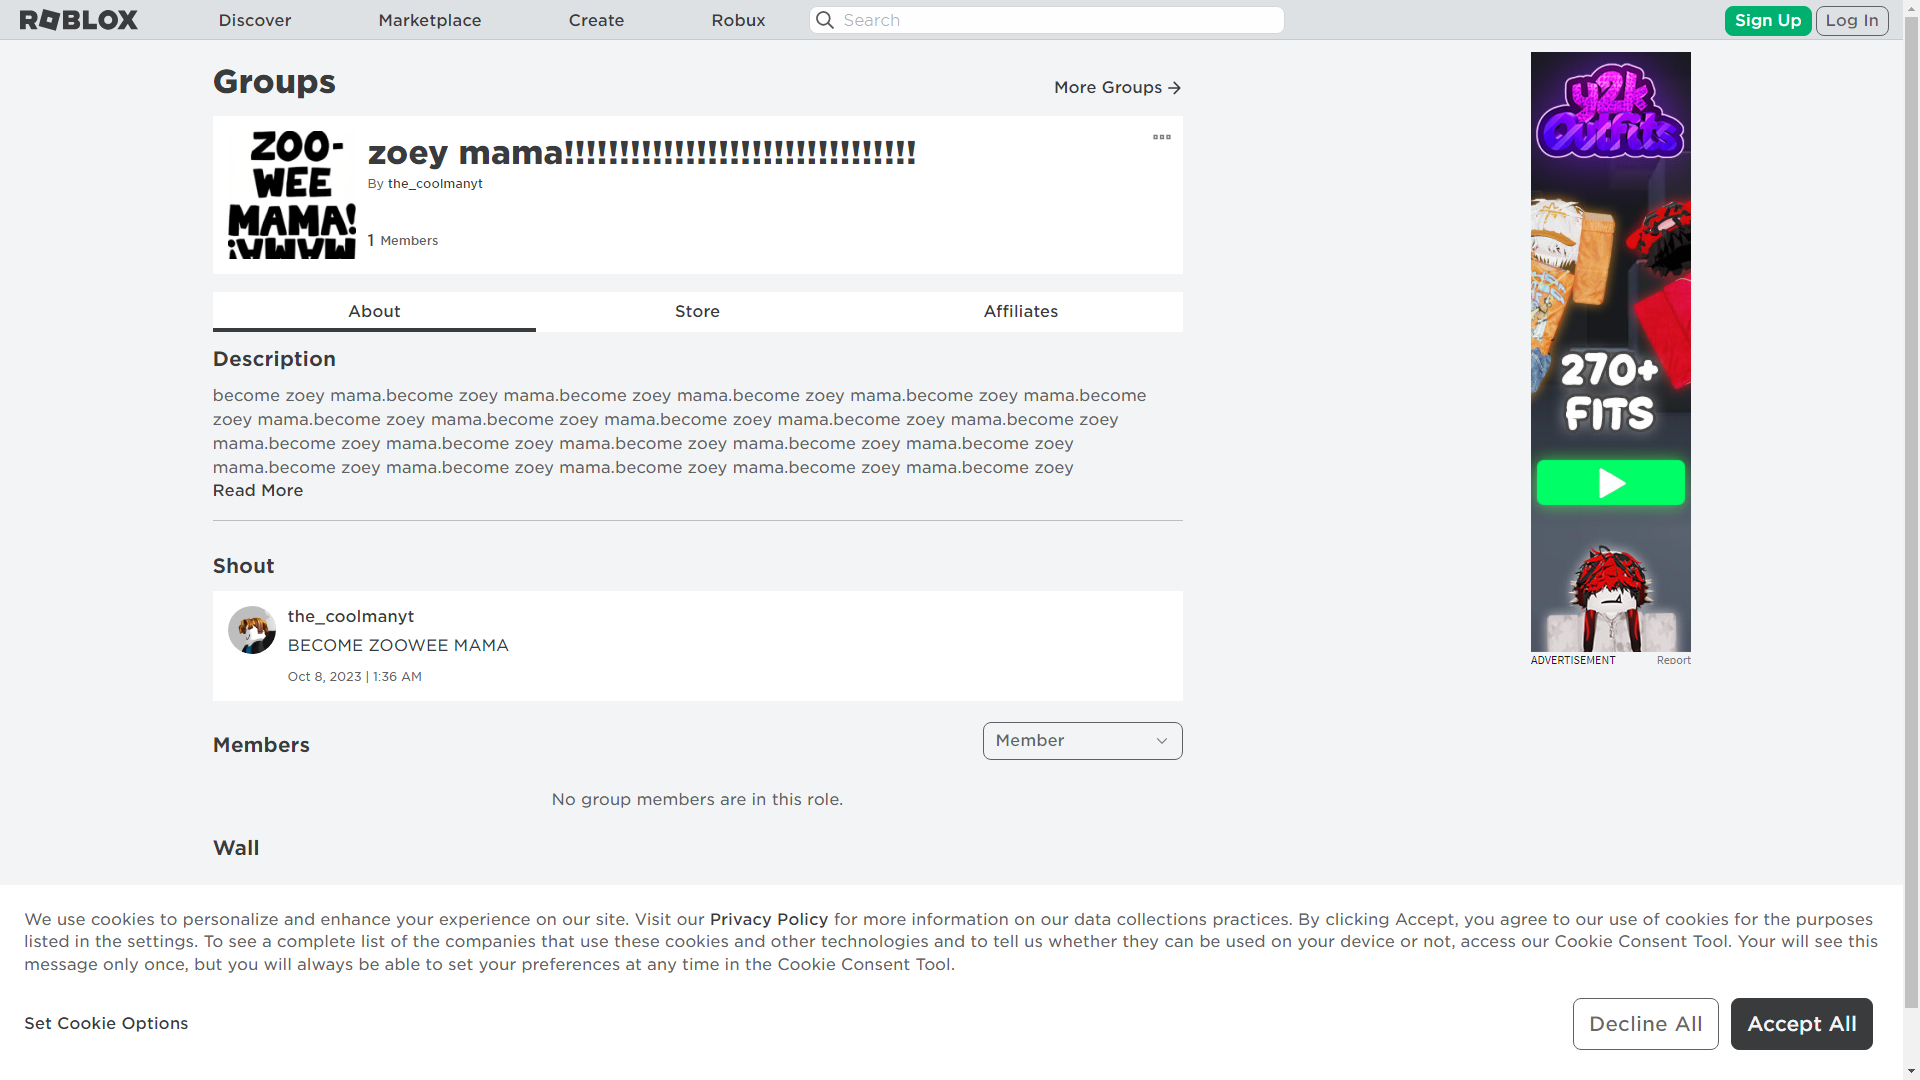 ROBLOX Discover Marketplace Create Robux Search Sign Up Log In
Groups
More Groups
ZOO-
WEE
MAMA!
zoey mama!!!!!!!!!!!!!!!!!!!!!!!!!!!!!!!!
By the_coolmanyt
1 Members
About Store Affiliates
Description
become zoey mama.become zoey mama.become zoey mama.become zoey mama.become zoey mama.become
zoey mama.become zoey mama.become zoey mama.become zoey mama.become zoey mama.become zoey
mama.become zoey mama.become zoey mama.become zoey mama.become zoey mama.become zoey
mama.become zoey mama.become zoey mama.become zoey mama.become zoey mama.become zoey
Read More
Shout
the_coolmanyt
BECOME ZOOWEE MAMA
Oct 8, 2023 | 1:36 AM
Members
Member
No group members are in this role.
Wall
y2k
Outfits
270+
FITS
ADVERTISEMENT Report
We use cookies to personalize and enhance your experience on our site. Visit our Privacy Policy for more information on our data collections practices. By clicking Accept, you agree to our use of cookies for the purposes
listed in the settings. To see a complete list of the companies that use these cookies and other technologies and to tell us whether they can be used on your device or not, access our Cookie Consent Tool. Your will see this
message only once, but you will always be able to set your preferences at any time in the Cookie Consent Tool.
Set Cookie Options
Decline All
Accept All